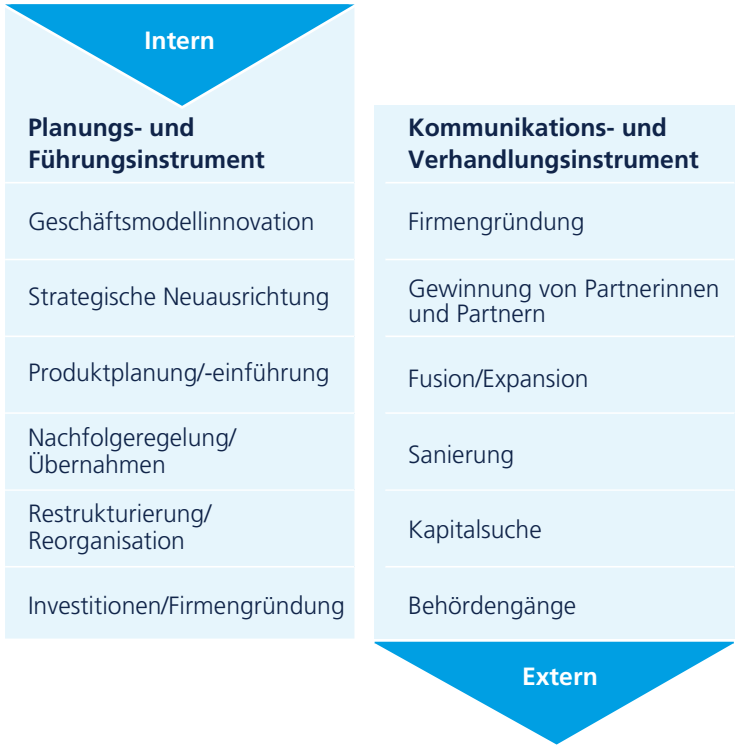 Intern
Planungs- und
Führungsinstrument
Geschäftsmodellinnovation
Strategische Neuausrichtung
Produktplanung/-einführung
Nachfolgeregelung/
Übernahmen
Restrukturierung/
Reorganisation
Investitionen/Firmengründung
Kommunikations- und
Verhandlungsinstrument
Firmengründung
Gewinnung von Partnerinnen
und Partnern
Fusion/Expansion
Sanierung
Kapitalsuche
Behördengänge
Extern